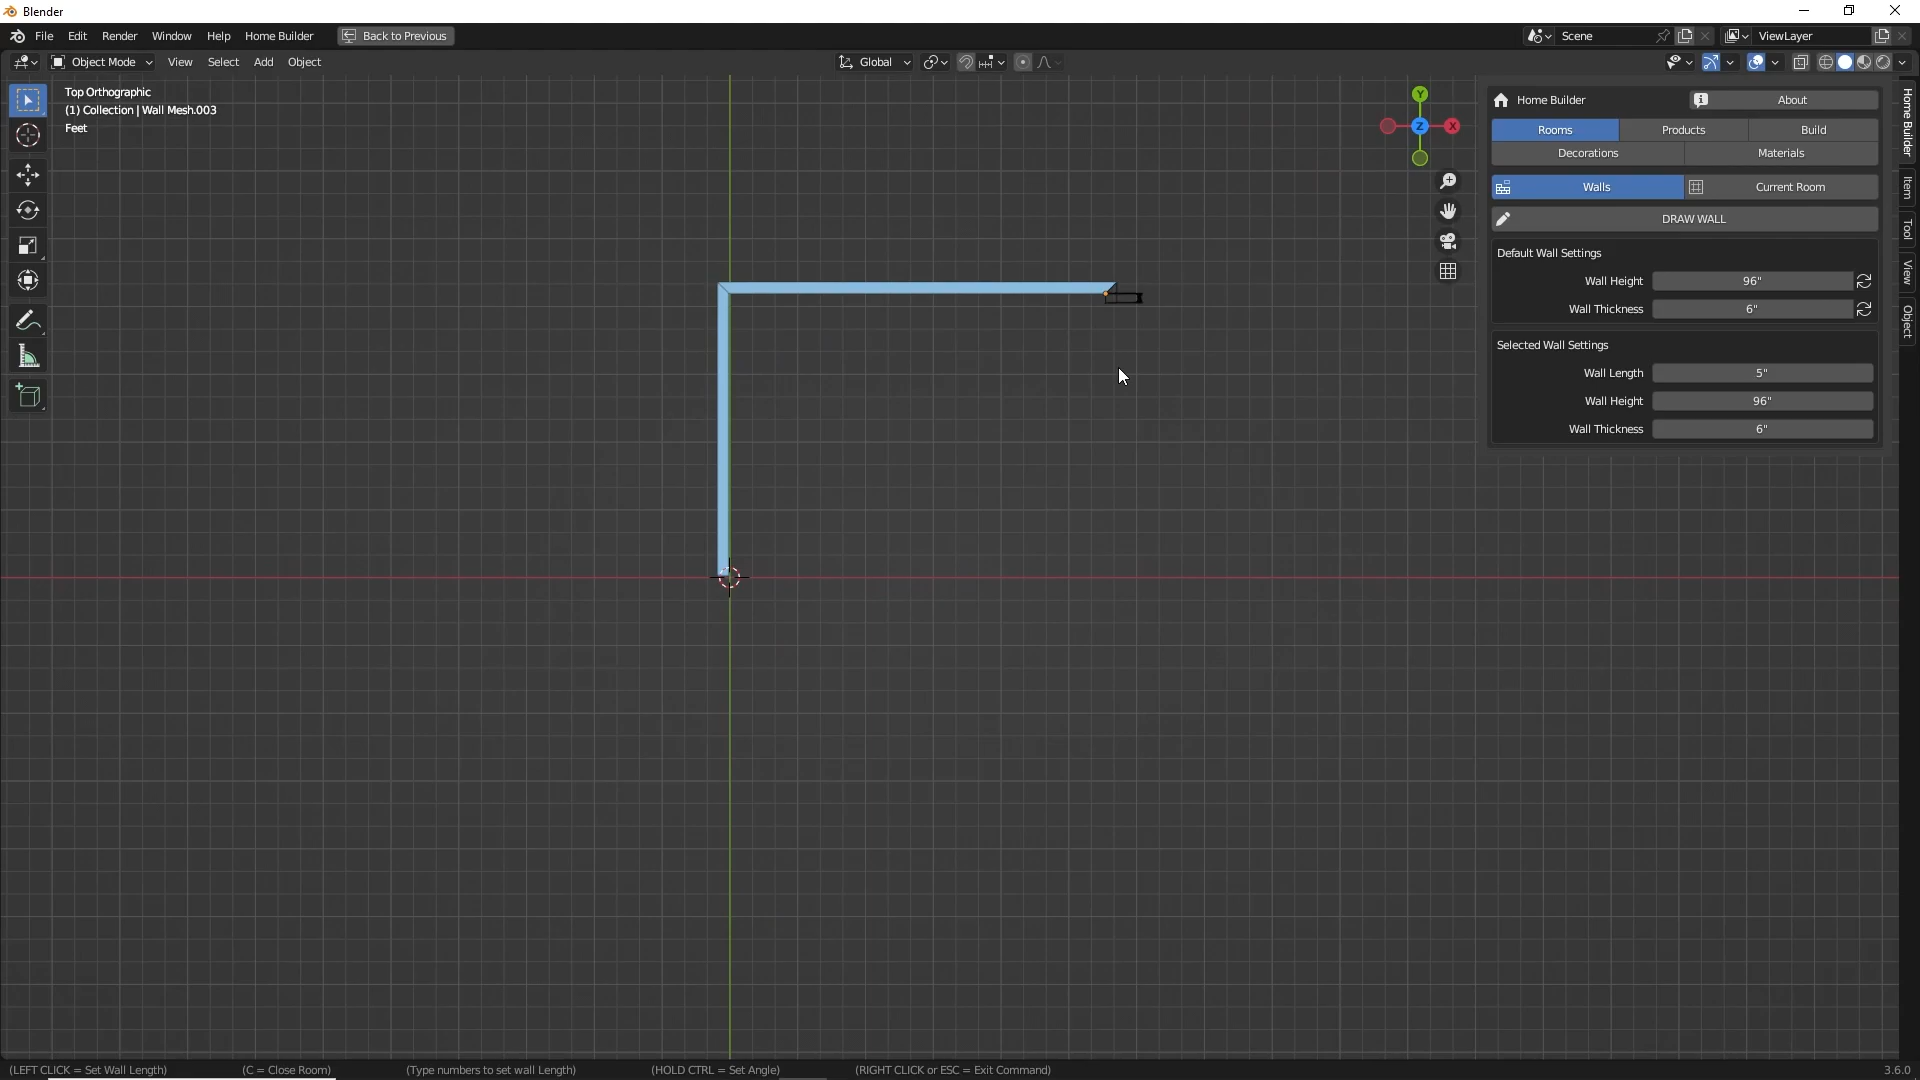 Blender
File Edit Render Window Help Home Builder Back to Previous Scene ViewLayer
Object Mode View Select Add Object Global
Top Orthographic
(1) Collection | Wall Mesh.003
Feet
Y
Z X
Home Builder About
Rooms Products Build
Decorations Materials
Walls Current Room
DRAW WALL
Default Wall Settings
Wall Height 96"
Wall Thickness 6"
Selected Wall Settings
Wall Length 5"
Wall Height 96"
Wall Thickness 6"
Home Builder
Item
Tool
View
Object
(LEFT CLICK = Set Wall Length) (C = Close Room) (Type numbers to set wall Length) (HOLD CTRL = Set Angle) (RIGHT CLICK or ESC = Exit Command) 3.6.0